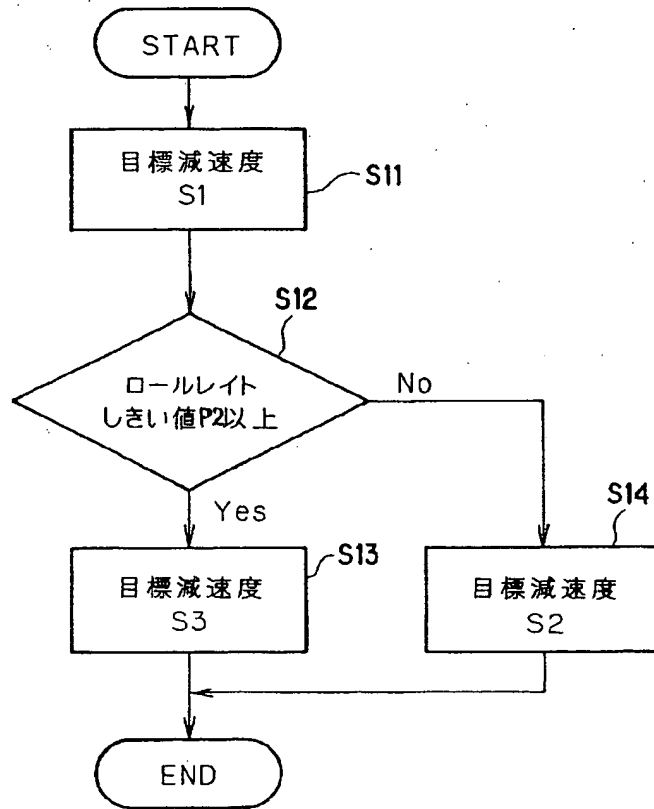 START
目標減速度
S1
S11
S12
ロールレイト
しきい値P2以上
No
Yes
S14
S13
目標減速度
S3
目標減速度
S2
END